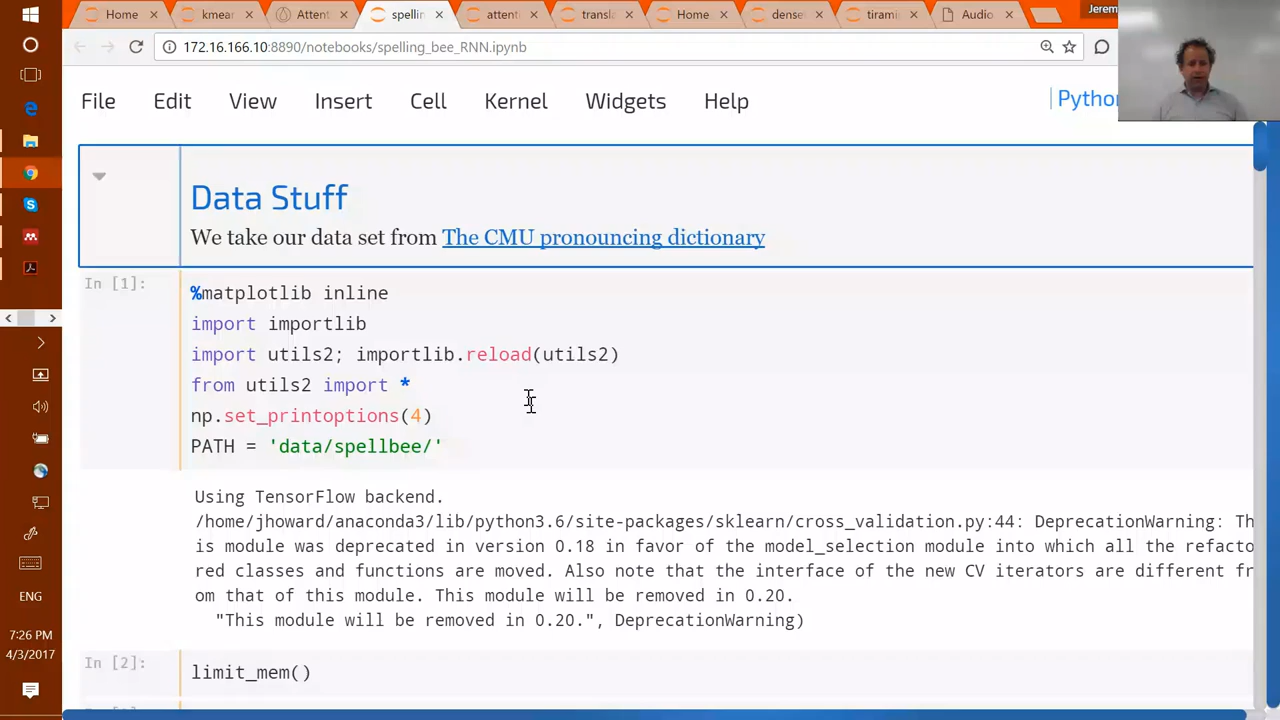 Home
kmear
Attent
spellin
attenti
transla
Home
dense
tiramin
Audio
Jerem
172.16.166.10:8890/notebooks/spelling_bee_RNN.ipynb
File Edit View Insert Cell Kernel Widgets Help
Python
Data Stuff
We take our data set from The CMU pronouncing dictionary
In [1]:
%matplotlib inline
import importlib
import utils2; importlib.reload(utils2)
from utils2 import *
np.set_printoptions(4)
PATH = 'data/spellbee/'
Using TensorFlow backend.
/home/jhoward/anaconda3/lib/python3.6/site-packages/sklearn/cross_validation.py:44: DeprecationWarning: Th
is module was deprecated in version 0.18 in favor of the model_selection module into which all the refacto
red classes and functions are moved. Also note that the interface of the new CV iterators are different fr
om that of this module. This module will be removed in 0.20.
"This module will be removed in 0.20.", DeprecationWarning)
In [2]:
limit_mem()
ENG
7:26 PM
4/3/2017